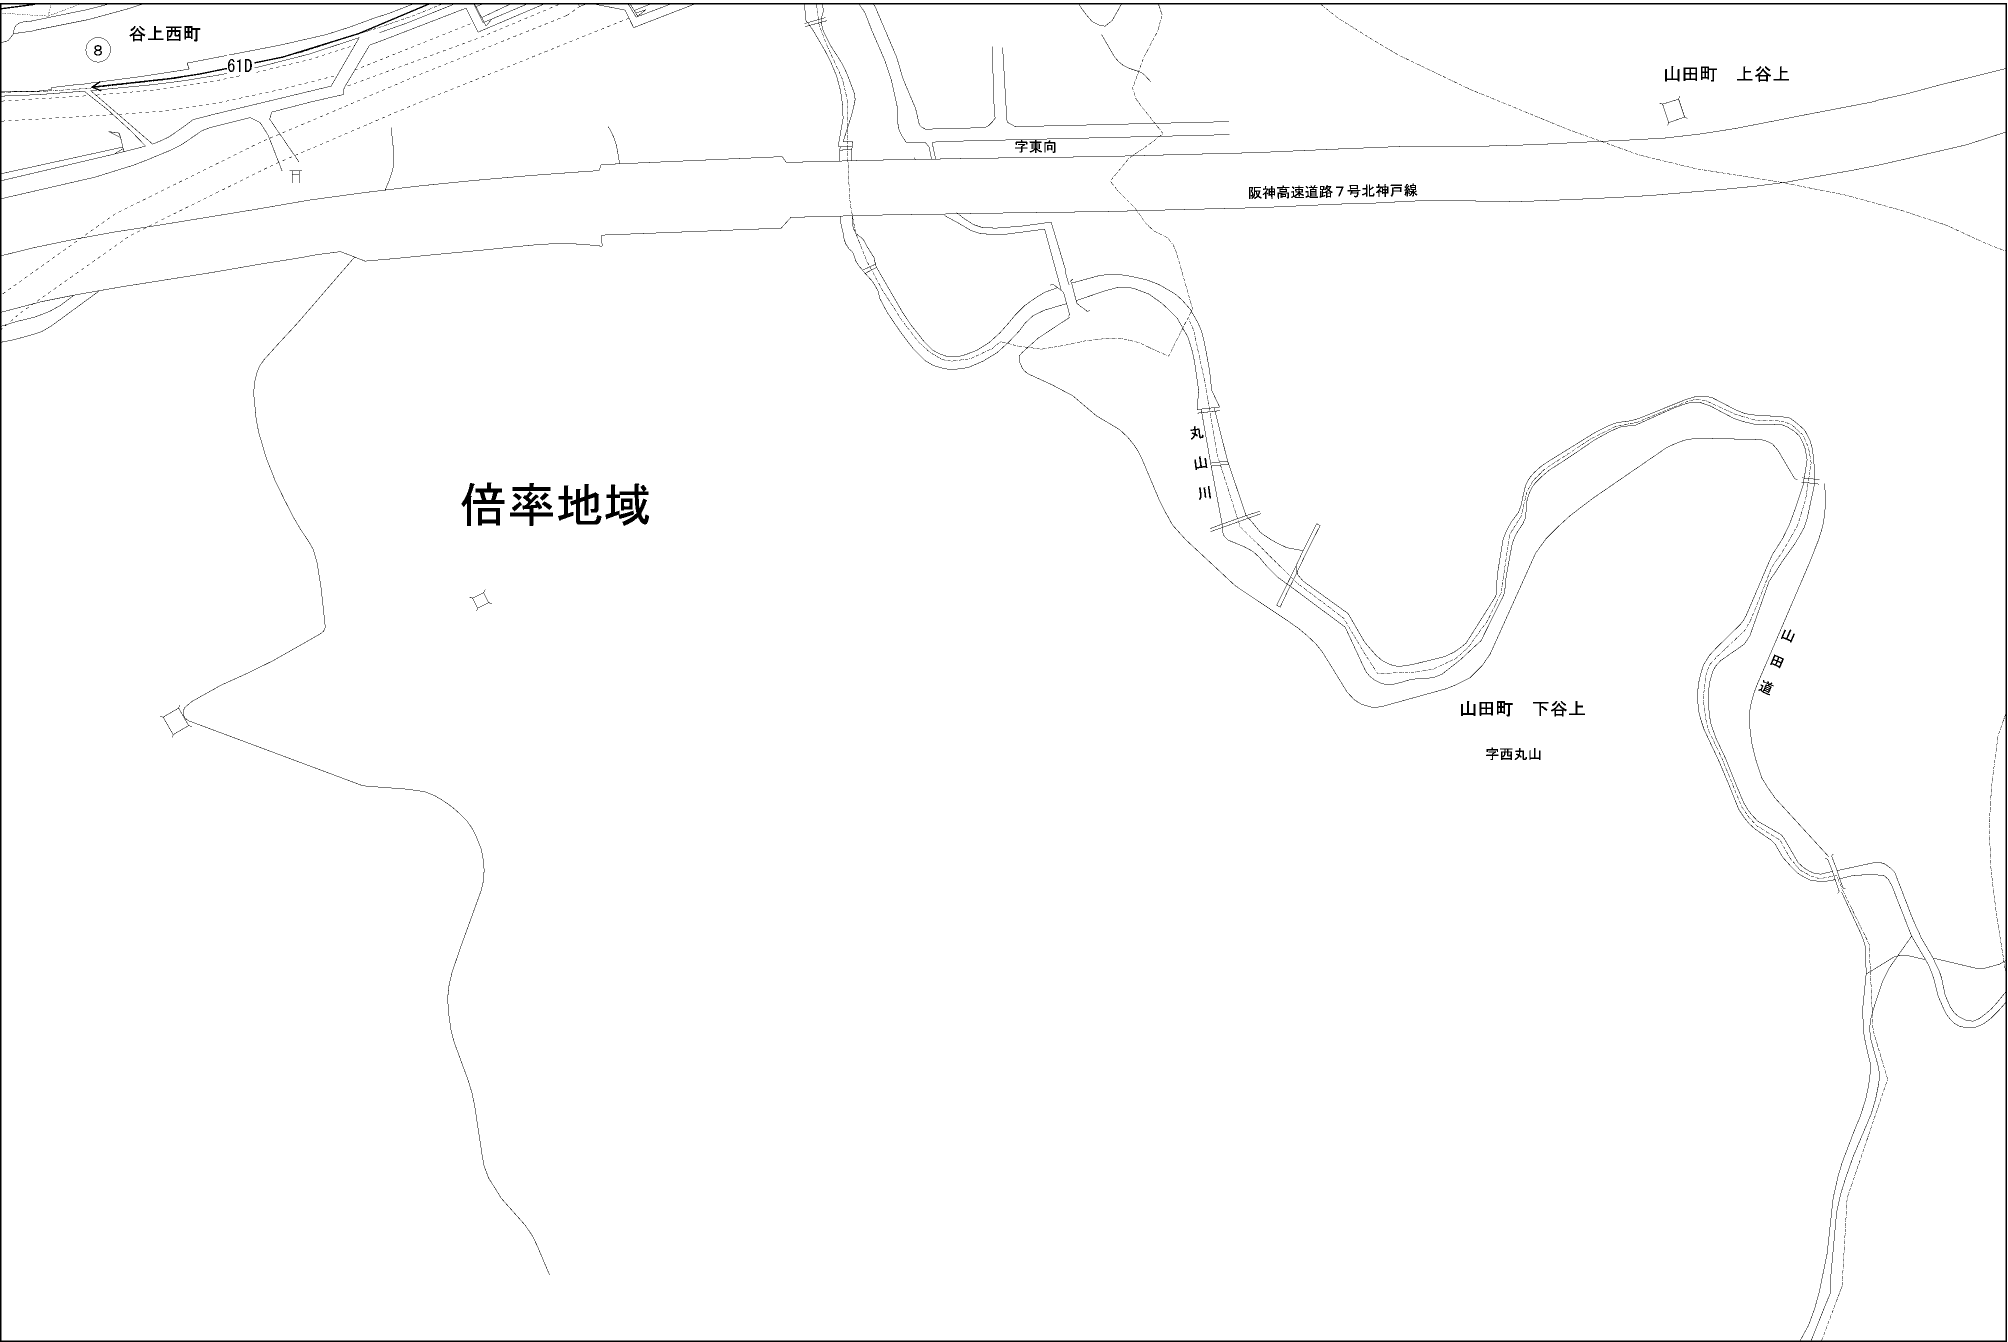 谷上西町
8
61D
山田町　上谷上
字東向
阪神高速道路７号北神戸線
丸山川
倍率地域
山田道
山田町　下谷上
字西丸山